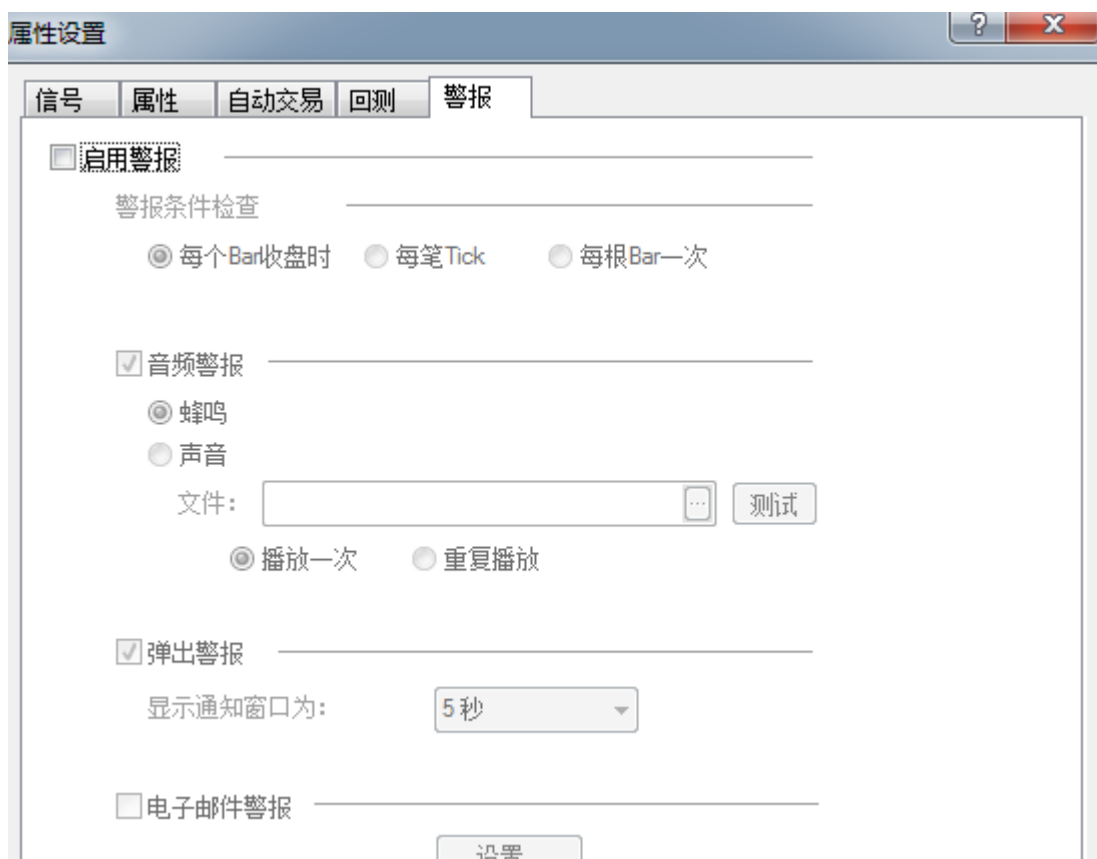 属性设置
信号 属性 自动交易 回测 警报
启用警报
警报条件检查
每个Bar收盘时 每笔Tick 每根Bar一次
音频警报
蜂鸣
声音
文件: 测试
播放一次 重复播放
弹出警报
显示通知窗口为: 5 秒
电子邮件警报
设置